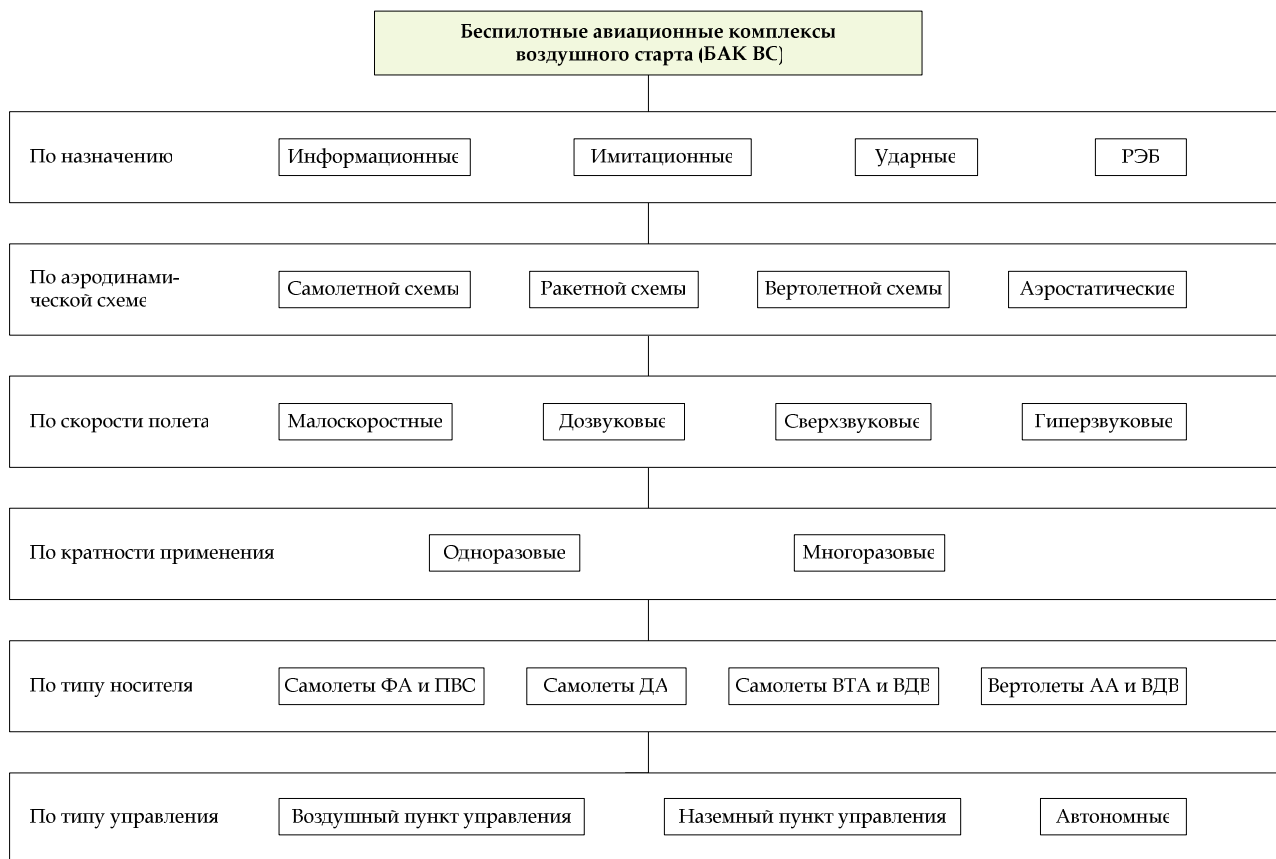 Беспилотные авиационные комплексы
воздушного старта (БАК ВС)
По назначению
Информационные
Имитационные
Ударные
РЭБ
По аэродинами-
ческой схеме
Самолетной схемы
Ракетной схемы
Вертолетной схемы
Аэростатические
По скорости полета
Малоскоростные
Дозвуковые
Сверхзвуковые
Гиперзвуковые
По кратности применения
Одноразовые
Многоразовые
По типу носителя
Самолеты ФА и ПВС
Самолеты ДА
Самолеты ВТА и ВДВ
Вертолеты АА и ВДВ
По типу управления
Воздушный пункт управления
Наземный пункт управления
Автономные